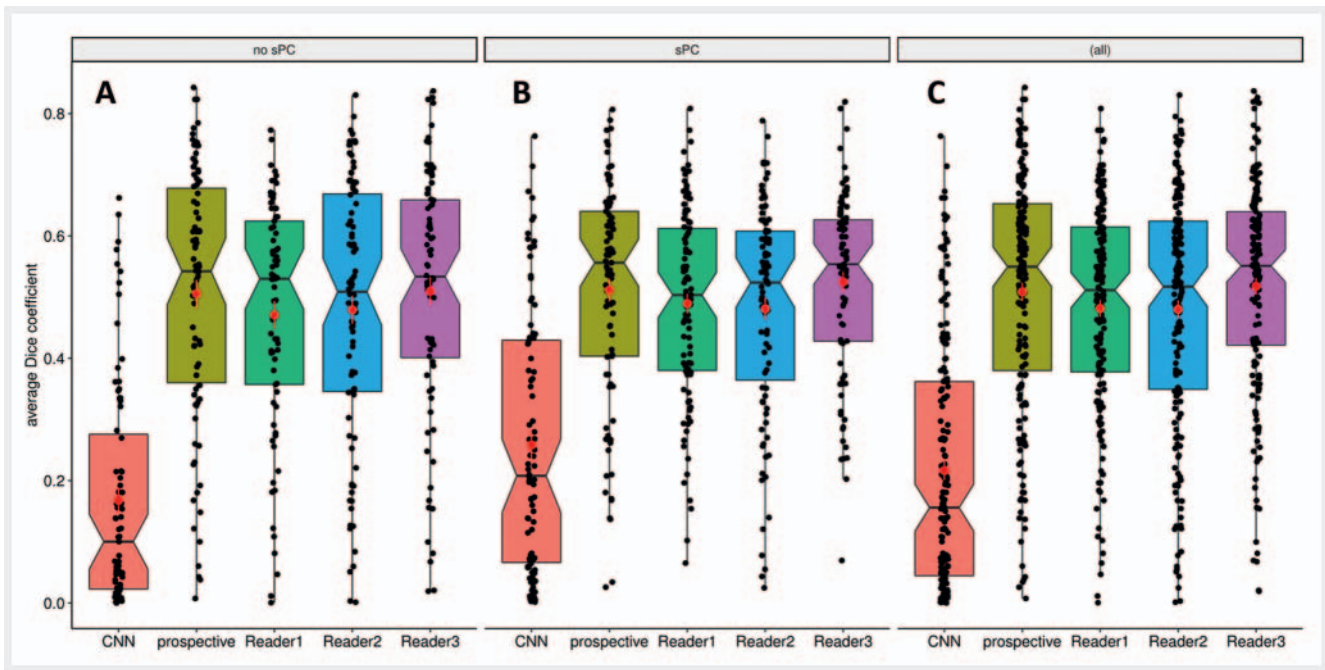 no sPC
sPC
(all)
A
B
C
average Dice coefficient
0.8
0.6
0.4
0.2
0.0
CNN prospective Reader1 Reader2 Reader3
CNN prospective Reader1 Reader2 Reader3
CNN prospective Reader1 Reader2 Reader3